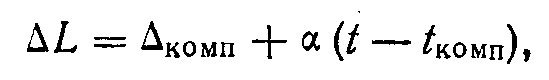 ΔL = Δкомп + α (t — tкомп),